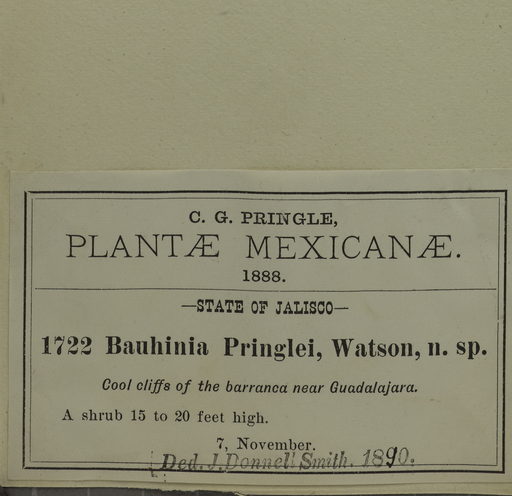 C. G. PRINGLE,
PLANTÆ MEXICANÆ.
1888.
—STATE OF JALISCO—
1722 Bauhinia Pringlei, Watson, n. sp.
Cool cliffs of the barranca near Guadalajara.
A shrub 15 to 20 feet high.
7, November.
Ded. J. Donnell Smith. 1890.